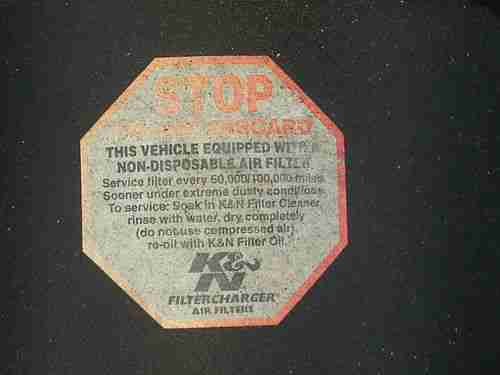 STOP
DO NOT DISCARD
THIS VEHICLE EQUIPPED WITH A
NON-DISPOSABLE AIR FILTER
Service filter every 50,000/100,000 miles.
Sooner under extreme dusty conditions.
To service: Soak in K&N Filter Cleaner
rinse with water, dry completely
(do not use compressed air)
re-oil with K&N Filter Oil.
K&N
FILTERCHARGER
AIR FILTERS